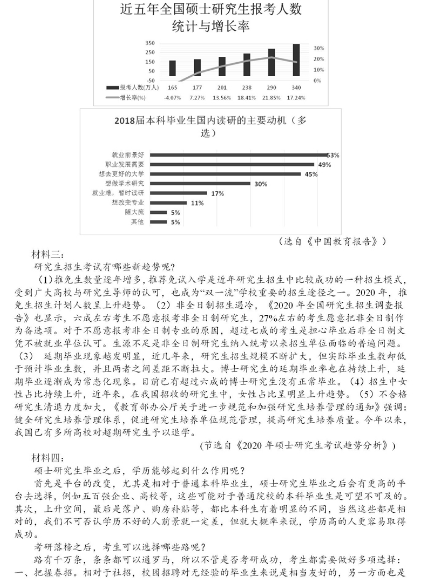 近五年全国硕士研究生报考人数
统计与增长率
350
250
150
50
-50
30%
20%
10%
0%
报考人数(万人) 165 177 201 238 290 340
增长率(%) -4.07% 7.27% 13.56% 18.41% 21.85% 17.24%
2018届本科毕业生国内读研的主要动机（多
选）
就业前景好 53%
职业发展需要 49%
想去更好的大学 45%
想做学术研究 30%
就业难，暂时读研 17%
想改变专业 11%
随大流 5%
其他 5%
（选自《中国教育报告》）
材料三：
研究生招生考试有哪些新趋势呢？
（1）推免生数量逐年增多，推荐免试入学是近年研究生招生中比较成功的一种招生模式，
受到广大高校与研究生导师的认可，也成为“双一流”学校重要的招生途径之一。2020年，推
免生招生计划人数呈上升趋势。（2）非全日制招生遇冷，《2020年全国研究生招生调查报
告》也显示，六成左右考生不愿意报考非全日制研究生，27%左右的考生愿意把非全日制作
为备选项。对于不愿意报考非全日制专业的原因，超过七成的考生是担心毕业后非全日制文
凭不被就业单位认可。生源不足是非全日制研究生纳入统考以来招生单位面临的普遍问题。
（3） 延期毕业现象越发明显，近几年来，研究生招生规模不断扩大，但实际毕业生数却低
于预计毕业生数，并且两者之间差距不断拉大。博士研究生的延期毕业率也在持续上升，延
期毕业逐渐成为常态化现象。目前已有超过六成的博士研究生没有正常毕业。（4）招生中女
性占比持续上升，近年来，在我国招收的研究生中，女性占比呈明显上升趋势。（5）不合格
研究生清退力度加大，《教育部办公厅关于进一步规范和加强研究生培养管理的通知》强调：
健全研究生培养管理体系，促进研究生培养单位规范管理，提高研究生培养质量。今年以来，
我国已有多所高校对超期研究生予以退学。
（节选自《2020年硕士研究生考试趋势分析》）
材料四：
硕士研究生毕业之后，学历能够起到什么作用呢？
首先是平台的改变，尤其是相对于普通本科毕业生，硕士毕业之后会有更高的平
台去选择，例如五百强企业、高校等，这些可能对于普通院校的本科毕业生是可望不可及的。
其次，上升空间，最后是落户、购房补贴等，都比本科生有着明显的不同，当然这些都是相
对的，我们不可否认学历不好的人前景就一定差，但就大概率来说，学历高的人更容易取得
成功。
考研落榜之后，考生可以选择哪些路呢？
路有千万条，条条都可以通罗马，所以不管是否考研成功，考生都需要做好多项选择：
一、把握春招。相对于秋招，校园招聘对无经验的毕业生来说是相当友好的，另一方面也是